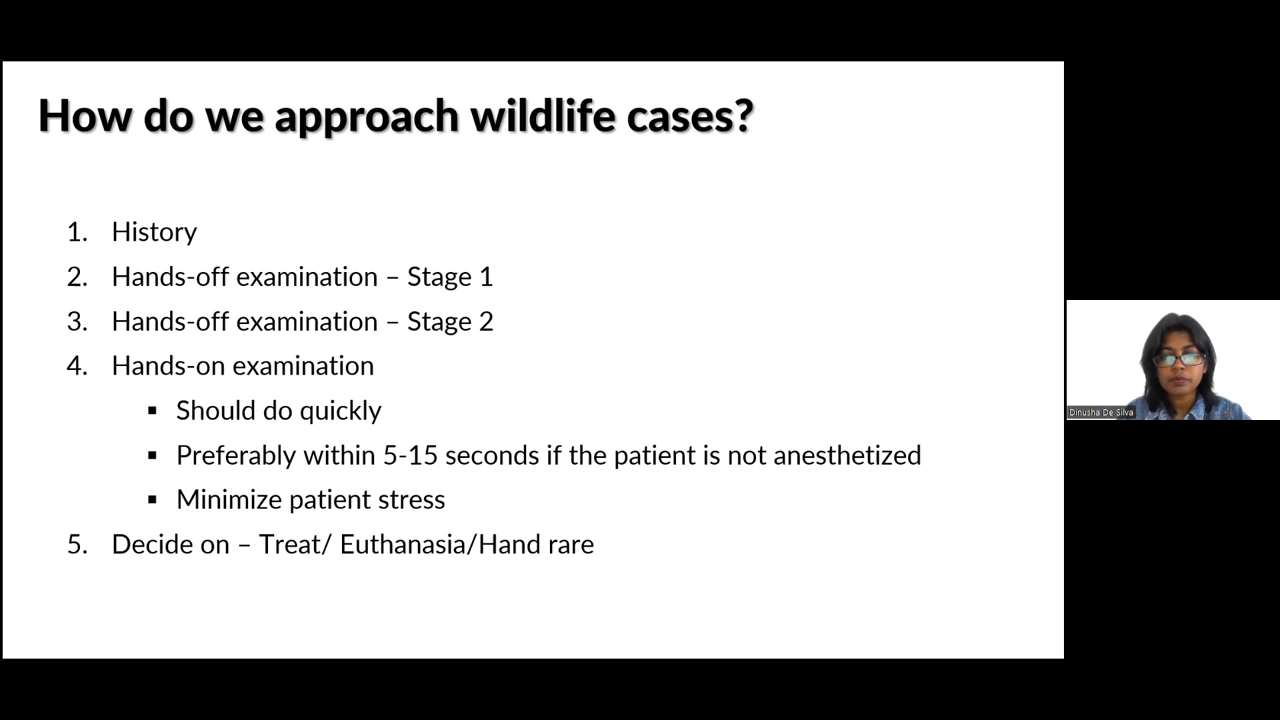 How do we approach wildlife cases?
1. History
2. Hands-off examination – Stage 1
3. Hands-off examination – Stage 2
4. Hands-on examination
▪ Should do quickly
▪ Preferably within 5-15 seconds if the patient is not anesthetized
▪ Minimize patient stress
5. Decide on – Treat/ Euthanasia/Hand rare
Dinusha De Silva